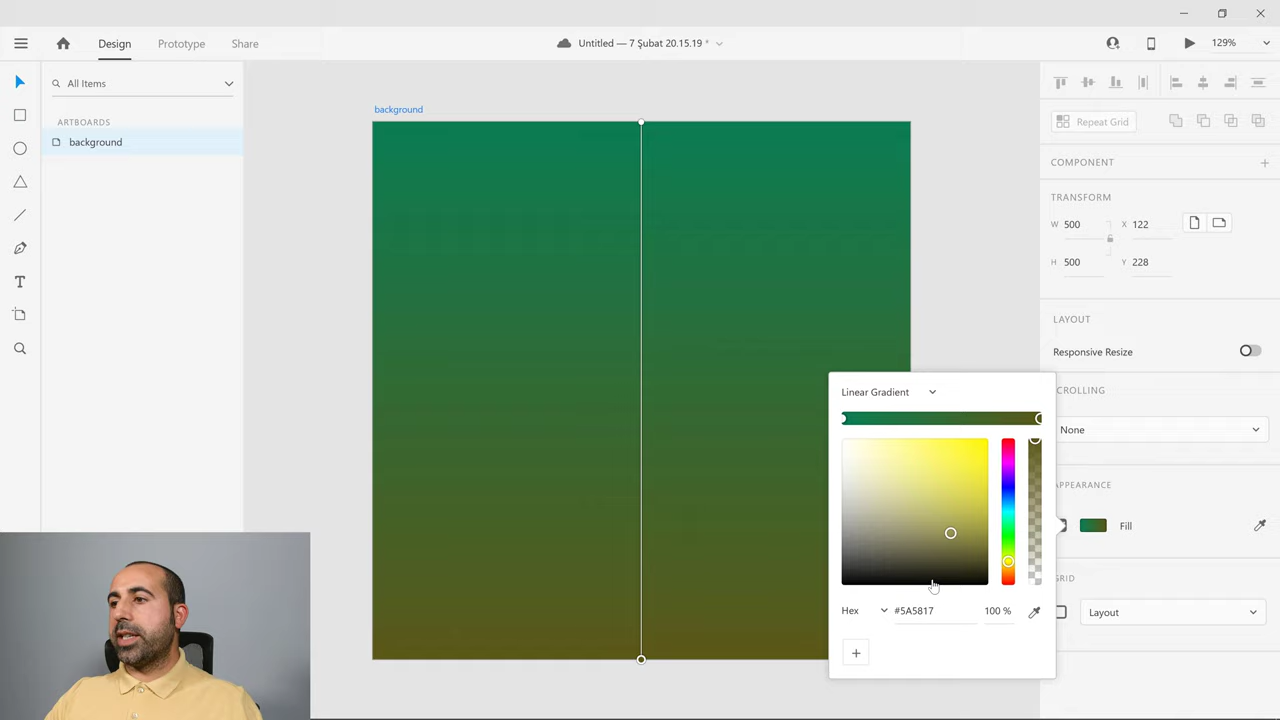 Design
Prototype
Share
Untitled — 7 Şubat 20.15.19 *
129%
All Items
ARTBOARDS
background
background
Repeat Grid
COMPONENT
TRANSFORM
W 500
X 122
H 500
Y 228
LAYOUT
Responsive Resize
SCROLLING
None
APPEARANCE
Fill
GRID
Layout
Linear Gradient
Hex
#5A5817
100 %